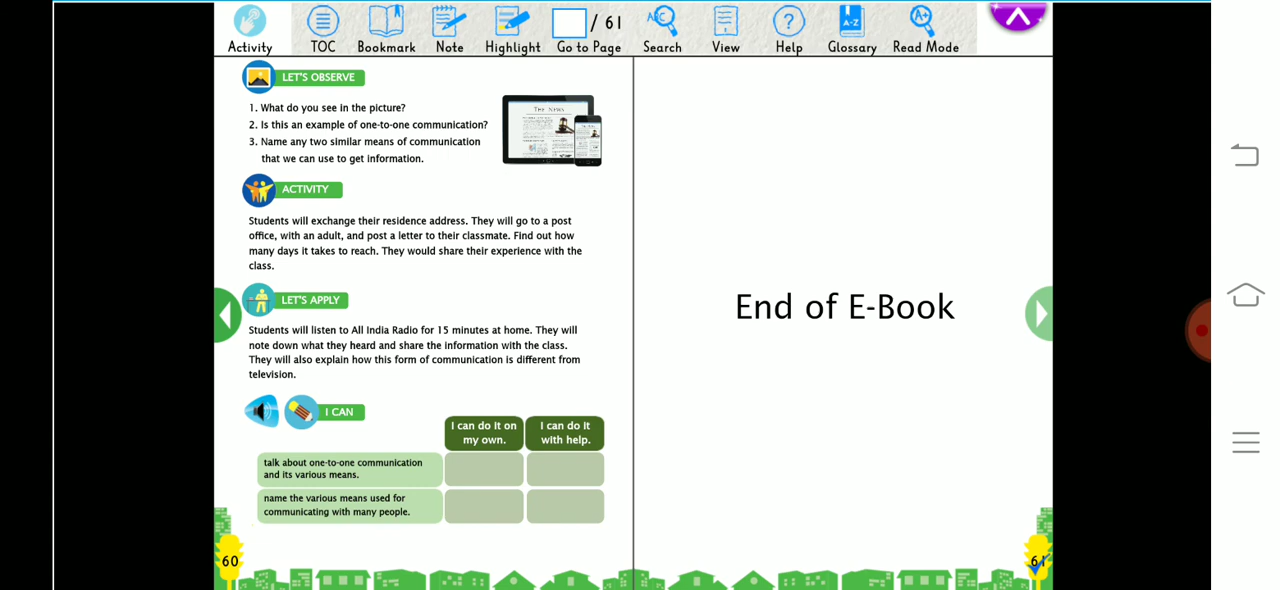 Activity
TOC
Bookmark
Note
Highlight
/ 61
Go to Page
ABC
Search
View
?
Help
A-Z
Glossary
A+
Read Mode
LET'S OBSERVE
1. What do you see in the picture?
2. Is this an example of one-to-one communication?
3. Name any two similar means of communication
that we can use to get information.
THE NEWS
ACTIVITY
Students will exchange their residence address. They will go to a post
office, with an adult, and post a letter to their classmate. Find out how
many days it takes to reach. They would share their experience with the
class.
LET'S APPLY
Students will listen to All India Radio for 15 minutes at home. They will
note down what they heard and share the information with the class.
They will also explain how this form of communication is different from
television.
I CAN
I can do it on
my own.
I can do it
with help.
talk about one-to-one communication
and its various means.
name the various means used for
communicating with many people.
60
End of E-Book
61